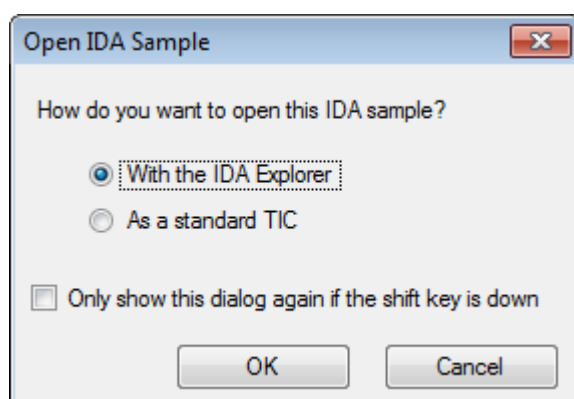 Open IDA Sample
How do you want to open this IDA sample?
With the IDA Explorer
As a standard TIC
Only show this dialog again if the shift key is down
OK
Cancel